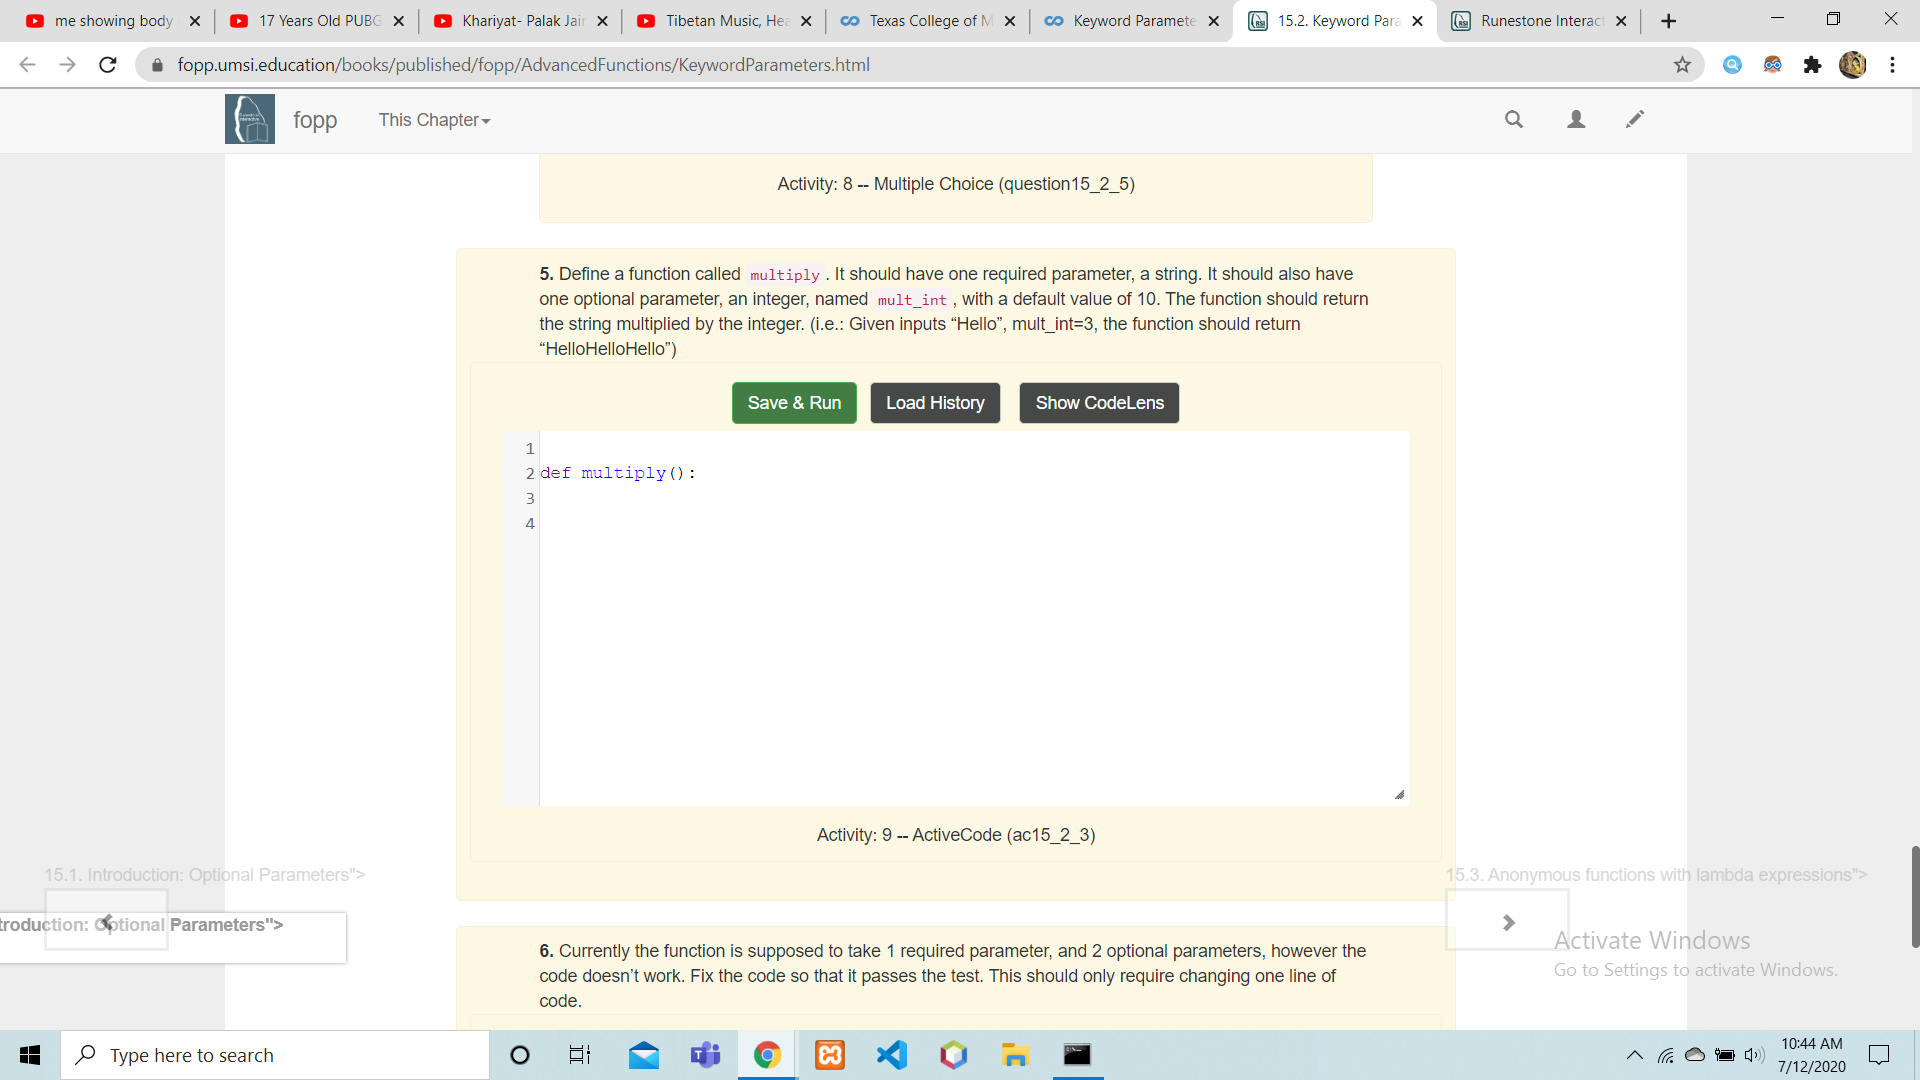 me showing body
17 Years Old PUBG
Khariyat- Palak Jair
Tibetan Music, Hea
Texas College of M
Keyword Paramete
15.2. Keyword Para
Runestone Interact
fopp.umsi.education/books/published/fopp/AdvancedFunctions/KeywordParameters.html
fopp
This Chapter
Activity: 8 -- Multiple Choice (question15_2_5)
5. Define a function called multiply . It should have one required parameter, a string. It should also have
one optional parameter, an integer, named mult_int , with a default value of 10. The function should return
the string multiplied by the integer. (i.e.: Given inputs “Hello”, mult_int=3, the function should return
“HelloHelloHello”)
Save & Run
Load History
Show CodeLens
1
2 def multiply():
3
4
Activity: 9 -- ActiveCode (ac15_2_3)
15.1. Introduction: Optional Parameters">
15.3. Anonymous functions with lambda expressions">
troduction: Optional Parameters">
6. Currently the function is supposed to take 1 required parameter, and 2 optional parameters, however the
code doesn’t work. Fix the code so that it passes the test. This should only require changing one line of
code.
Activate Windows
Go to Settings to activate Windows.
Type here to search
10:44 AM
7/12/2020